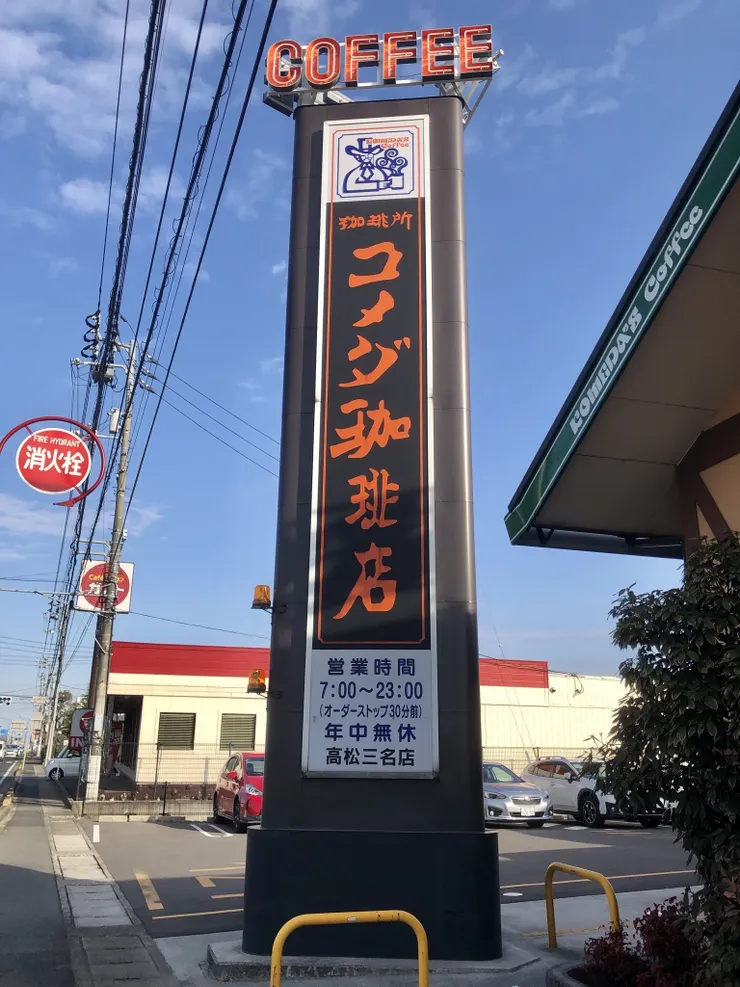 COFFEE
KOMEDA'S
Coffee
珈琲所
コメダ珈琲店
営業時間
7:00～23:00
(オーダーストップ30分前)
年中無休
高松三名店
KOMEDA'S Coffee
FIRE HYDRANT
消火栓
Cafe
IN